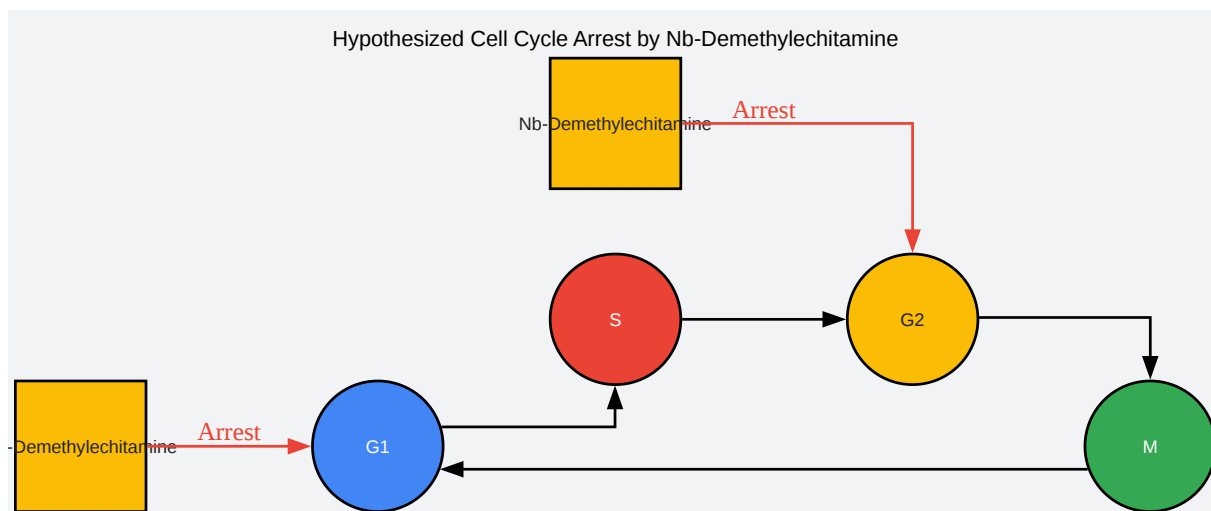 Hypothesized Cell Cycle Arrest by Nb-Demethylechitamine
Nb-Demethylechitamine
Arrest
S
G2
-Demethylechitamine
Arrest
G1
M